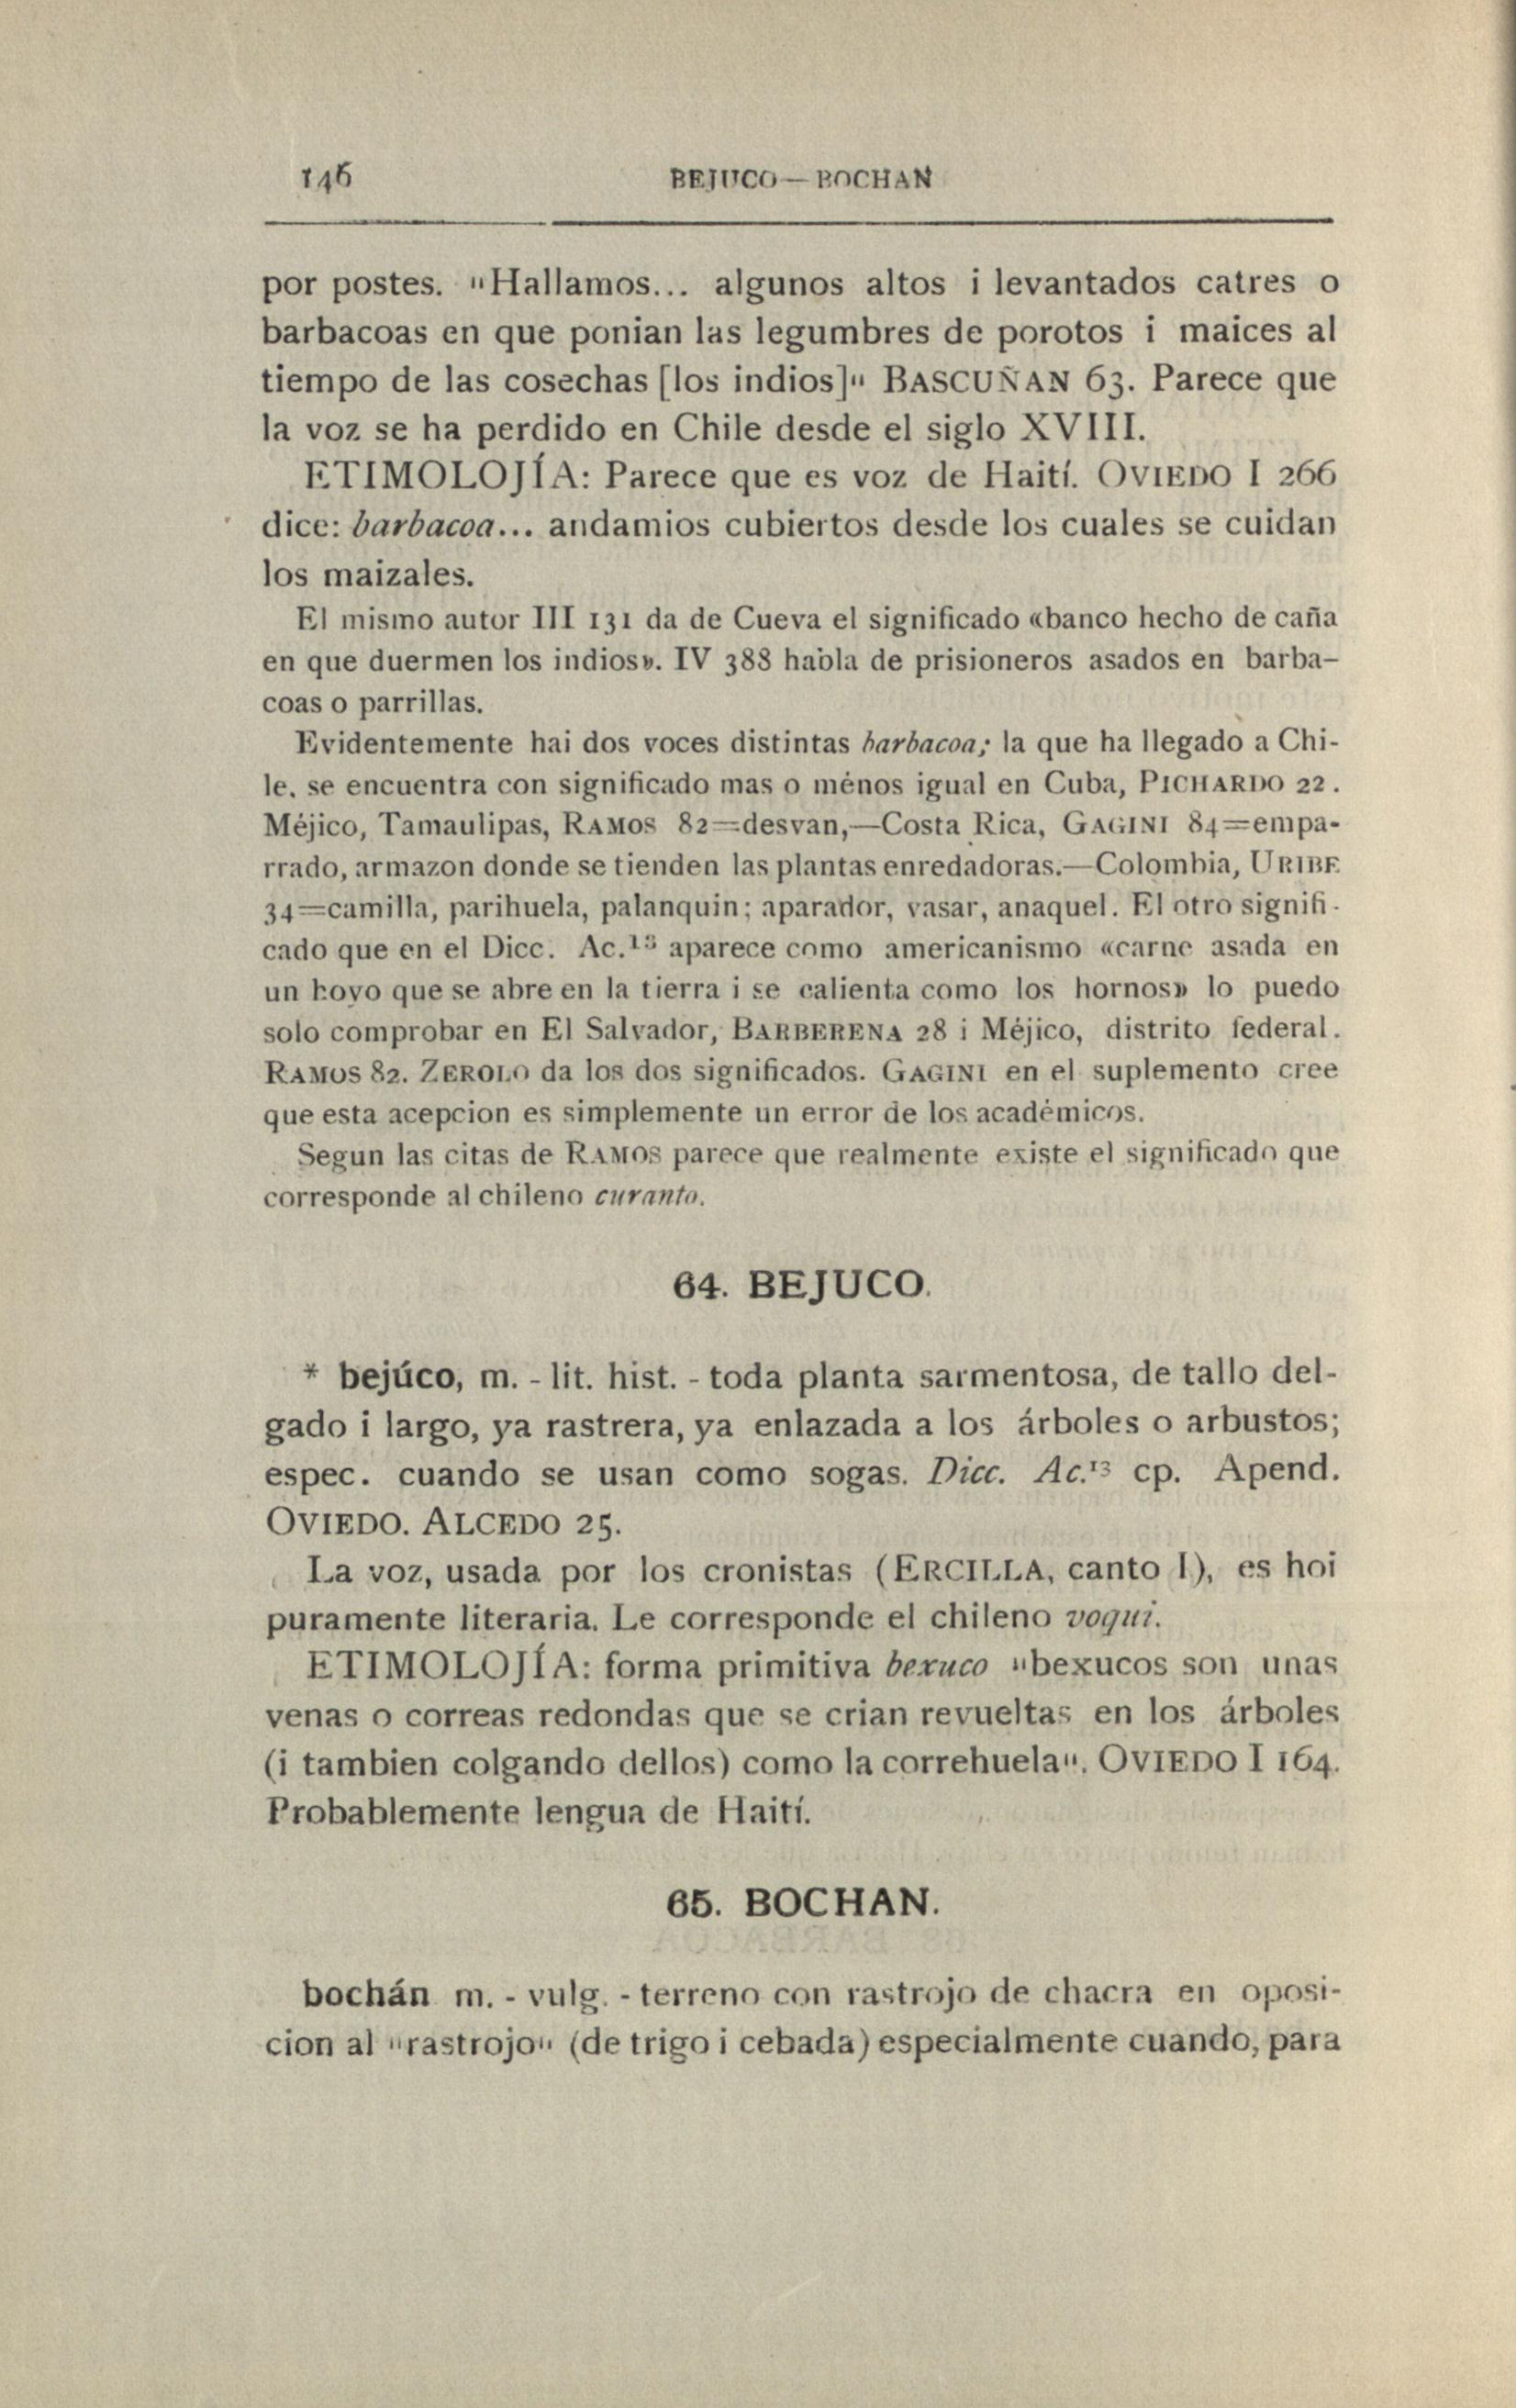 146
BEJUCO — BOCHAN
por postes. "Hallamos... algunos altos i levantados catres o
barbacoas en que ponian las legumbres de porotos i maices al
tiempo de las cosechas [los indios]" BASCUÑAN 63. Parece que
la voz se ha perdido en Chile desde el siglo XVIII.
ETIMOLOJÍA: Parece que es voz de Haití. OVIEDO I 266
dice: barbacoa... andamios cubiertos desde los cuales se cuidan
los maizales.
El mismo autor III 131 da de Cueva el significado «banco hecho de caña
en que duermen los indios». IV 388 habla de prisioneros asados en barba-
coas o parrillas.
Evidentemente hai dos voces distintas barbacoa; la que ha llegado a Chi-
le, se encuentra con significado mas o ménos igual en Cuba, PICHARDO 22.
Méjico, Tamaulipas, RAMOS 82=desvan,—Costa Rica, GAGINI 84=empa-
rrado, armazon donde se tienden las plantas enredadoras.—Colombia, URIBE
34=camilla, parihuela, palanquin; aparador, vasar, anaquel. El otro signifi-
cado que en el Dicc. Ac.¹³ aparece como americanismo «carne asada en
un hoyo que se abre en la tierra i se calienta como los hornos» lo puedo
solo comprobar en El Salvador, BARBERENA 28 i Méjico, distrito federal.
RAMOS 82. ZEROLO da los dos significados. GAGINI en el suplemento cree
que esta acepcion es simplemente un error de los académicos.
Segun las citas de RAMOS parece que realmente existe el significado que
corresponde al chileno curanto.
64. BEJUCO.
* bejúco, m. - lit. hist. - toda planta sarmentosa, de tallo del-
gado i largo, ya rastrera, ya enlazada a los árboles o arbustos;
espec. cuando se usan como sogas. Dicc. Ac.¹³ cp. Apend.
OVIEDO. ALCEDO 25.
La voz, usada por los cronistas (ERCILLA, canto I), es hoi
puramente literaria. Le corresponde el chileno voqui.
ETIMOLOJÍA: forma primitiva bexuco "bexucos son unas
venas o correas redondas que se crian revueltas en los árboles
(i tambien colgando dellos) como la correhuela". OVIEDO I 164.
Probablemente lengua de Haití.
65. BOCHAN.
bochán m. - vulg. - terreno con rastrojo de chacra en oposi-
cion al "rastrojo" (de trigo i cebada) especialmente cuando, para